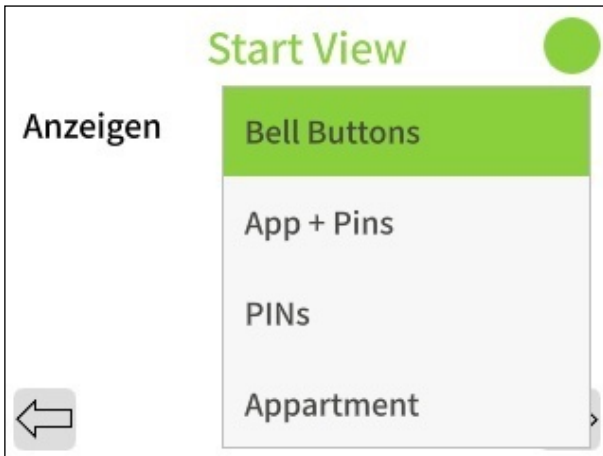 Start View
Anzeigen
Bell Buttons
App + Pins
PINs
Appartment